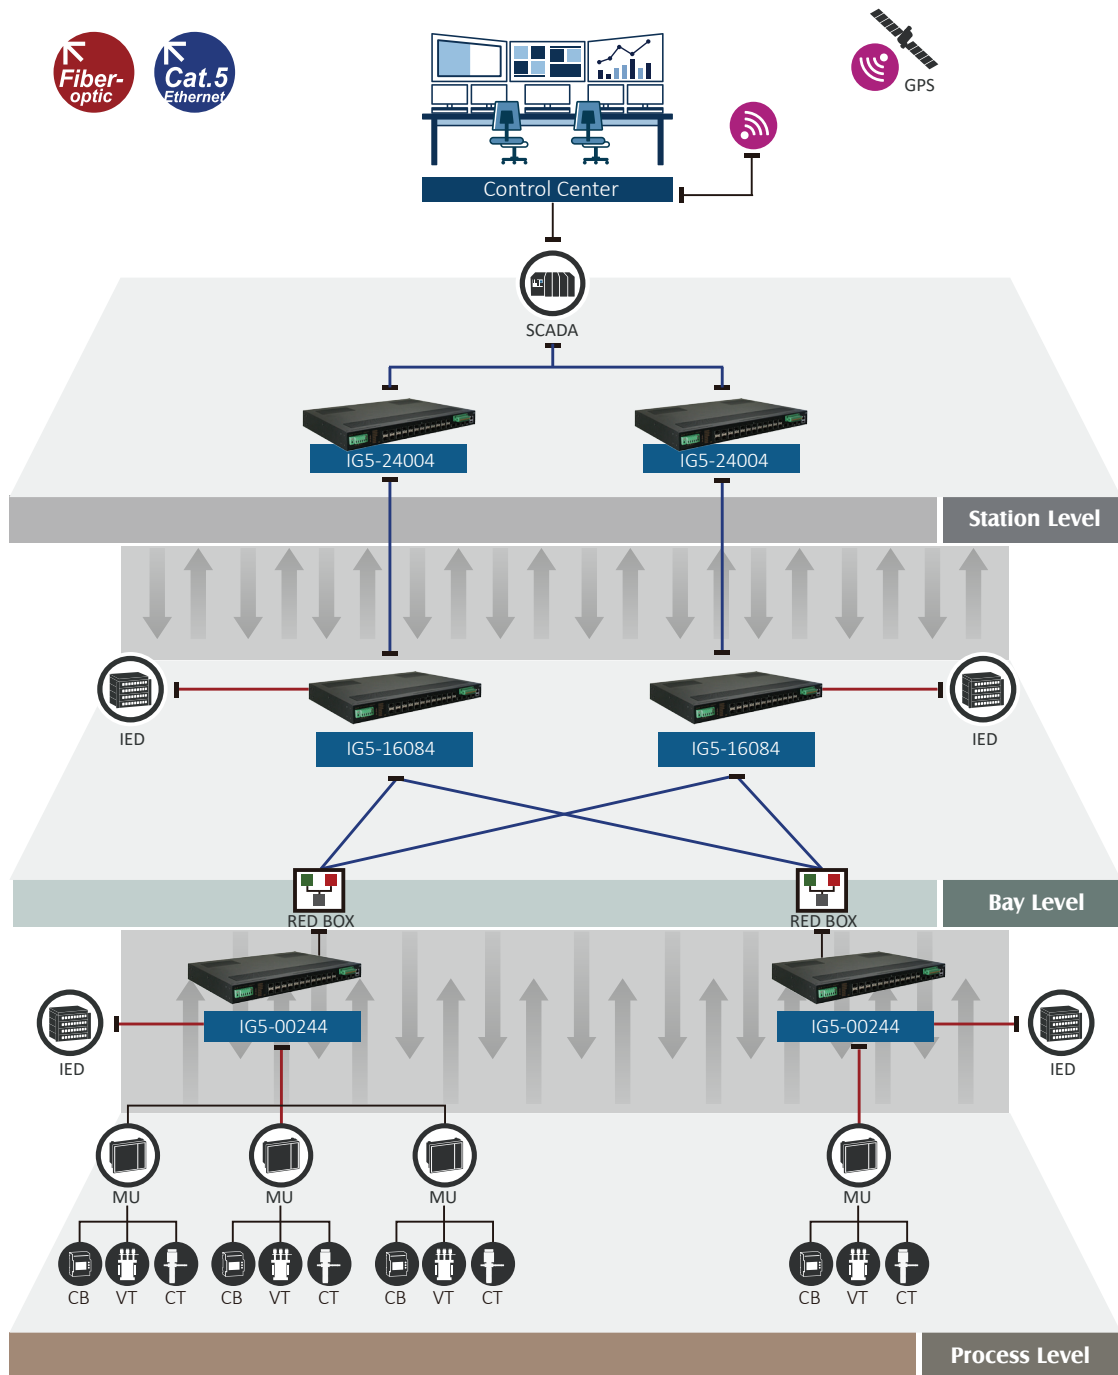 Fiber-
optic
Cat.5
Ethernet
GPS
Control Center
SCADA
IG5-24004
IG5-24004
Station Level
IED
IED
IG5-16084
IG5-16084
RED BOX
RED BOX
Bay Level
IG5-00244
IG5-00244
IED
IED
MU
MU
MU
MU
CB
VT
CT
CB
VT
CT
CB
VT
CT
CB
VT
CT
Process Level